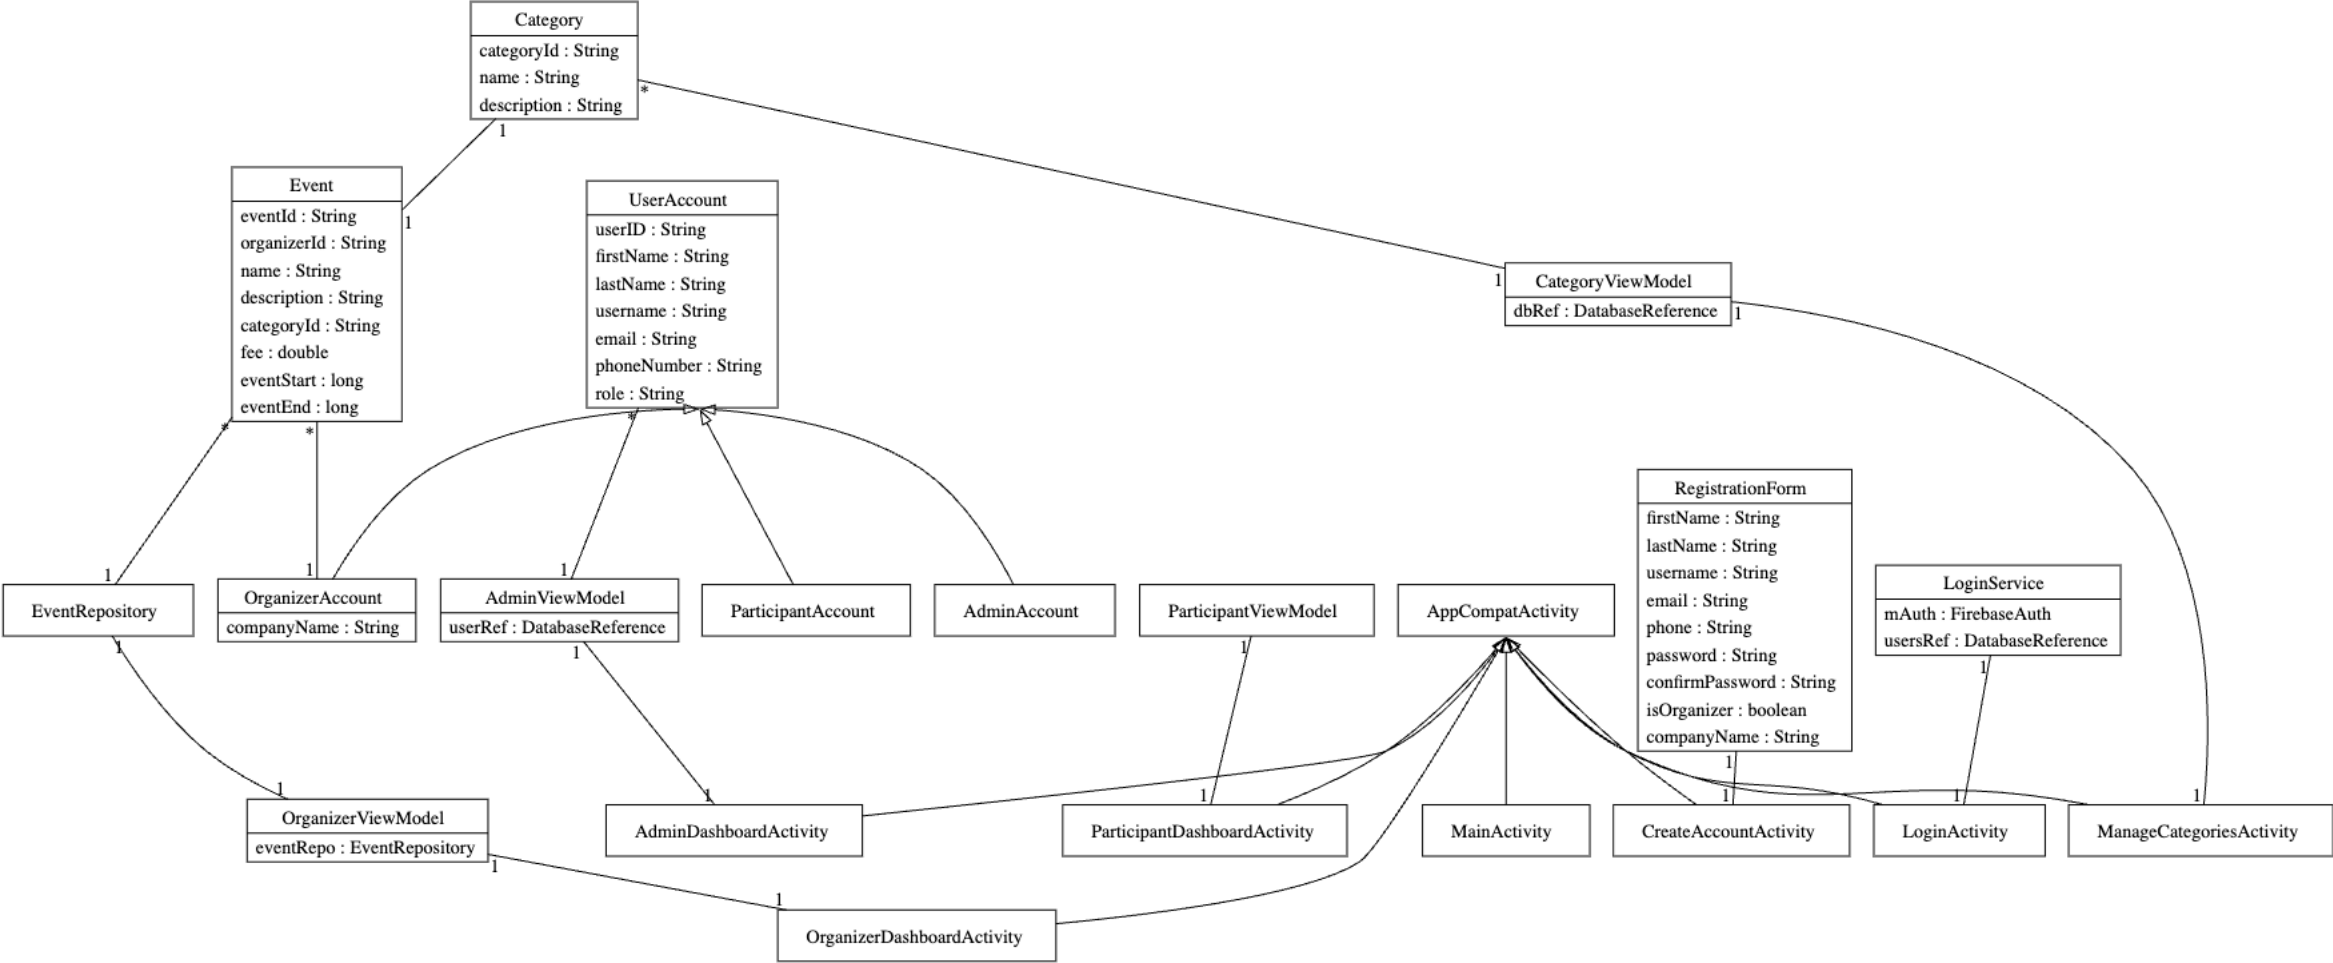 Category
categoryId : String
name : String
description : String
*
1
Event
eventId : String
organizerId : String
name : String
description : String
categoryId : String
fee : double
eventStart : long
eventEnd : long
1
*
*
UserAccount
userID : String
firstName : String
lastName : String
username : String
email : String
phoneNumber : String
role : String
*
1
CategoryViewModel
dbRef : DatabaseReference
1
RegistrationForm
firstName : String
lastName : String
username : String
email : String
phone : String
password : String
confirmPassword : String
isOrganizer : boolean
companyName : String
1
LoginService
mAuth : FirebaseAuth
usersRef : DatabaseReference
1
1
EventRepository
1
1
OrganizerAccount
companyName : String
1
AdminViewModel
userRef : DatabaseReference
1
ParticipantAccount
AdminAccount
ParticipantViewModel
1
AppCompatActivity
1
OrganizerViewModel
eventRepo : EventRepository
1
1
AdminDashboardActivity
1
ParticipantDashboardActivity
MainActivity
1
CreateAccountActivity
1
LoginActivity
1
ManageCategoriesActivity
1
OrganizerDashboardActivity